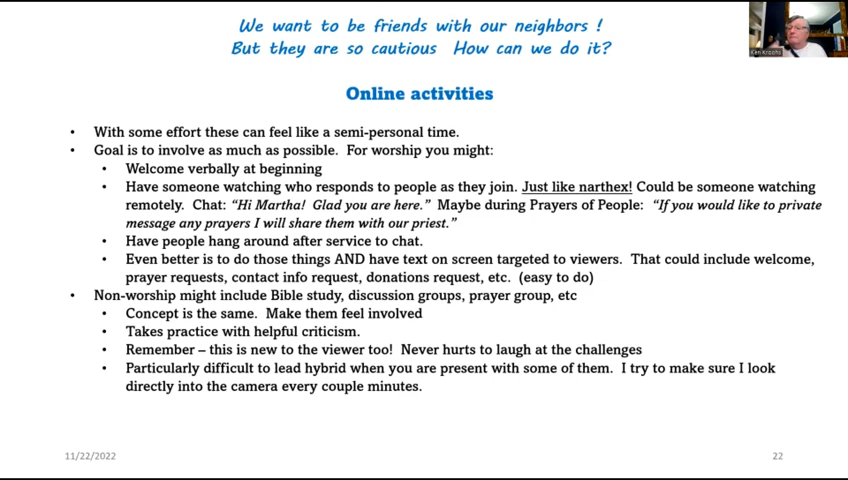 We want to be friends with our neighbors !
But they are so cautious How can we do it?
Online activities
• With some effort these can feel like a semi-personal time.
• Goal is to involve as much as possible. For worship you might:
• Welcome verbally at beginning
• Have someone watching who responds to people as they join. Just like narthex! Could be someone watching
remotely. Chat: “Hi Martha! Glad you are here.” Maybe during Prayers of People: “If you would like to private
message any prayers I will share them with our priest.”
• Have people hang around after service to chat.
• Even better is to do those things AND have text on screen targeted to viewers. That could include welcome,
prayer requests, contact info request, donations request, etc. (easy to do)
• Non-worship might include Bible study, discussion groups, prayer group, etc
• Concept is the same. Make them feel involved
• Takes practice with helpful criticism.
• Remember – this is new to the viewer too! Never hurts to laugh at the challenges
• Particularly difficult to lead hybrid when you are present with some of them. I try to make sure I look
directly into the camera every couple minutes.
11/22/2022
22